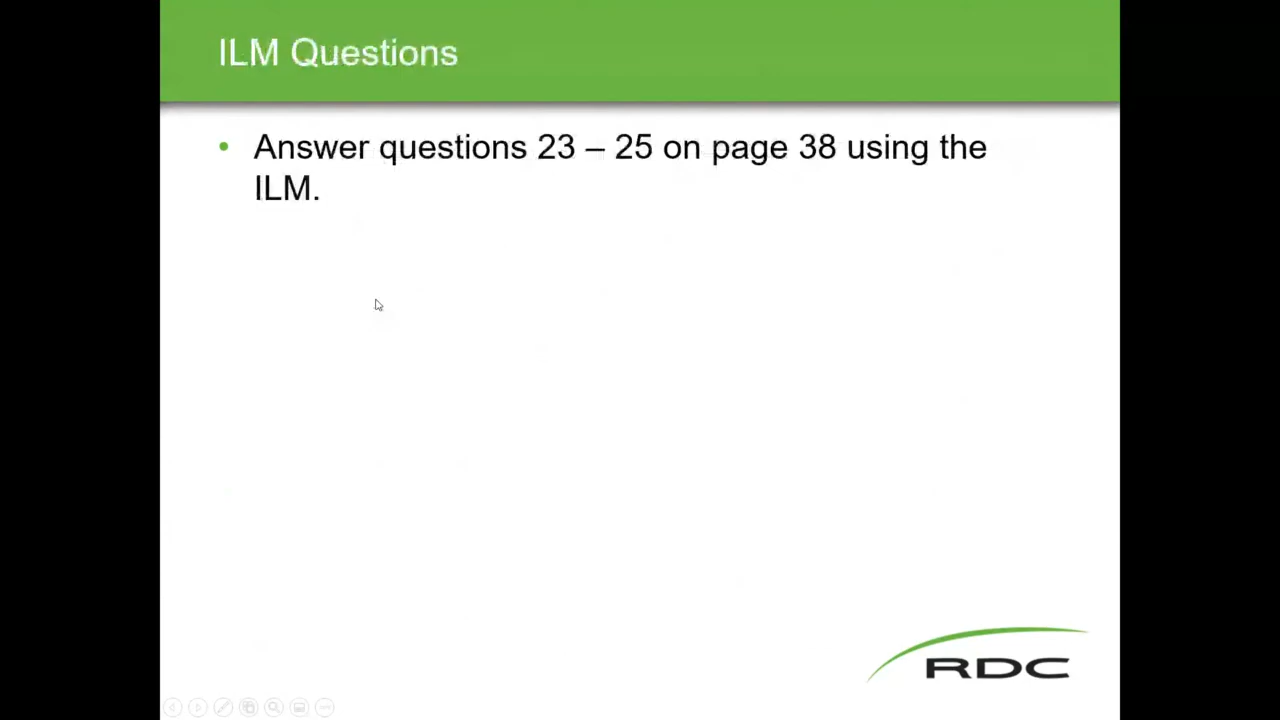 ILM Questions
• Answer questions 23 – 25 on page 38 using the
ILM.
RDC